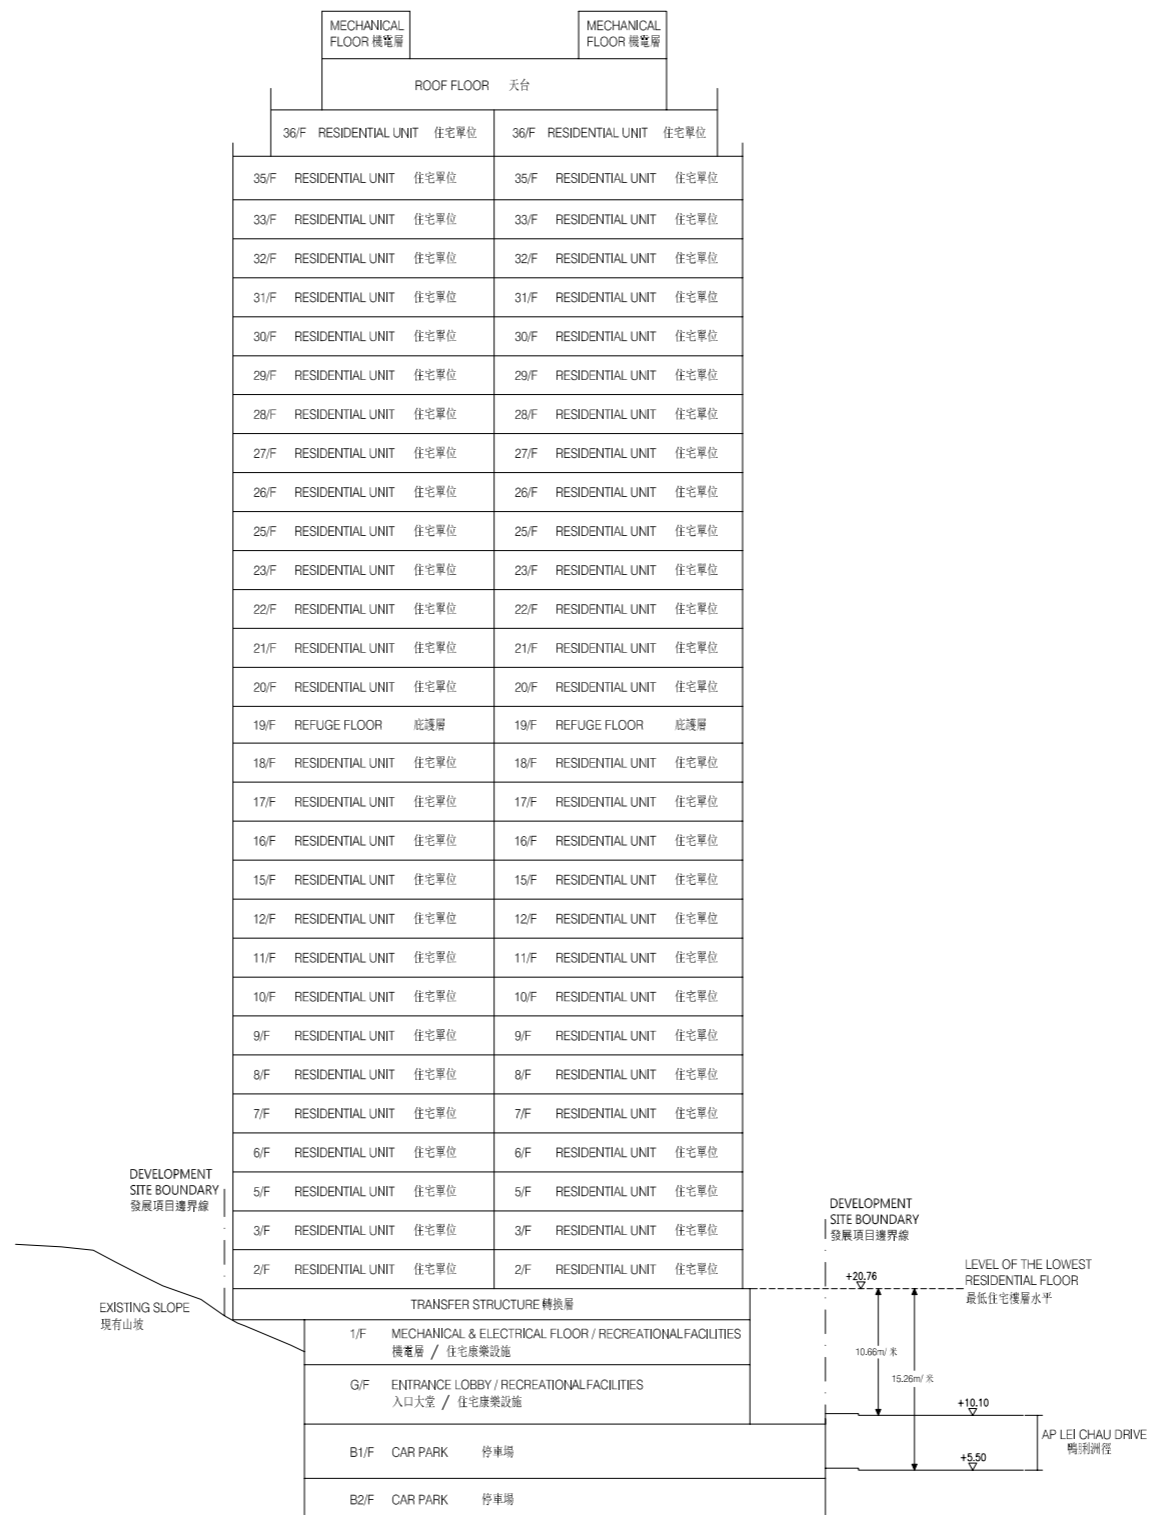 MECHANICAL
FLOOR 機電層
MECHANICAL
FLOOR 機電層
ROOF FLOOR 天台
36/F RESIDENTIAL UNIT 住宅單位 36/F RESIDENTIAL UNIT 住宅單位
35/F RESIDENTIAL UNIT 住宅單位 35/F RESIDENTIAL UNIT 住宅單位
33/F RESIDENTIAL UNIT 住宅單位 33/F RESIDENTIAL UNIT 住宅單位
32/F RESIDENTIAL UNIT 住宅單位 32/F RESIDENTIAL UNIT 住宅單位
31/F RESIDENTIAL UNIT 住宅單位 31/F RESIDENTIAL UNIT 住宅單位
30/F RESIDENTIAL UNIT 住宅單位 30/F RESIDENTIAL UNIT 住宅單位
29/F RESIDENTIAL UNIT 住宅單位 29/F RESIDENTIAL UNIT 住宅單位
28/F RESIDENTIAL UNIT 住宅單位 28/F RESIDENTIAL UNIT 住宅單位
27/F RESIDENTIAL UNIT 住宅單位 27/F RESIDENTIAL UNIT 住宅單位
26/F RESIDENTIAL UNIT 住宅單位 26/F RESIDENTIAL UNIT 住宅單位
25/F RESIDENTIAL UNIT 住宅單位 25/F RESIDENTIAL UNIT 住宅單位
23/F RESIDENTIAL UNIT 住宅單位 23/F RESIDENTIAL UNIT 住宅單位
22/F RESIDENTIAL UNIT 住宅單位 22/F RESIDENTIAL UNIT 住宅單位
21/F RESIDENTIAL UNIT 住宅單位 21/F RESIDENTIAL UNIT 住宅單位
20/F RESIDENTIAL UNIT 住宅單位 20/F RESIDENTIAL UNIT 住宅單位
19/F REFUGE FLOOR 庇護層 19/F REFUGE FLOOR 庇護層
18/F RESIDENTIAL UNIT 住宅單位 18/F RESIDENTIAL UNIT 住宅單位
17/F RESIDENTIAL UNIT 住宅單位 17/F RESIDENTIAL UNIT 住宅單位
16/F RESIDENTIAL UNIT 住宅單位 16/F RESIDENTIAL UNIT 住宅單位
15/F RESIDENTIAL UNIT 住宅單位 15/F RESIDENTIAL UNIT 住宅單位
12/F RESIDENTIAL UNIT 住宅單位 12/F RESIDENTIAL UNIT 住宅單位
11/F RESIDENTIAL UNIT 住宅單位 11/F RESIDENTIAL UNIT 住宅單位
10/F RESIDENTIAL UNIT 住宅單位 10/F RESIDENTIAL UNIT 住宅單位
9/F RESIDENTIAL UNIT 住宅單位 9/F RESIDENTIAL UNIT 住宅單位
8/F RESIDENTIAL UNIT 住宅單位 8/F RESIDENTIAL UNIT 住宅單位
7/F RESIDENTIAL UNIT 住宅單位 7/F RESIDENTIAL UNIT 住宅單位
6/F RESIDENTIAL UNIT 住宅單位 6/F RESIDENTIAL UNIT 住宅單位
5/F RESIDENTIAL UNIT 住宅單位 5/F RESIDENTIAL UNIT 住宅單位
3/F RESIDENTIAL UNIT 住宅單位 3/F RESIDENTIAL UNIT 住宅單位
2/F RESIDENTIAL UNIT 住宅單位 2/F RESIDENTIAL UNIT 住宅單位
DEVELOPMENT
SITE BOUNDARY
發展項目邊界線
DEVELOPMENT
SITE BOUNDARY
發展項目邊界線
+20.76
LEVEL OF THE LOWEST
RESIDENTIAL FLOOR
最低住宅樓層水平
EXISTING SLOPE
現有山坡
TRANSFER STRUCTURE 轉換層
1/F MECHANICAL & ELECTRICAL FLOOR / RECREATIONAL FACILITIES
機電層 / 住宅康樂設施
10.66m/ 米
15.26m/ 米
G/F ENTRANCE LOBBY / RECREATIONAL FACILITIES
入口大堂 / 住宅康樂設施
+10.10
AP LEI CHAU DRIVE
鴨脷洲徑
B1/F CAR PARK 停車場
+5.50
B2/F CAR PARK 停車場